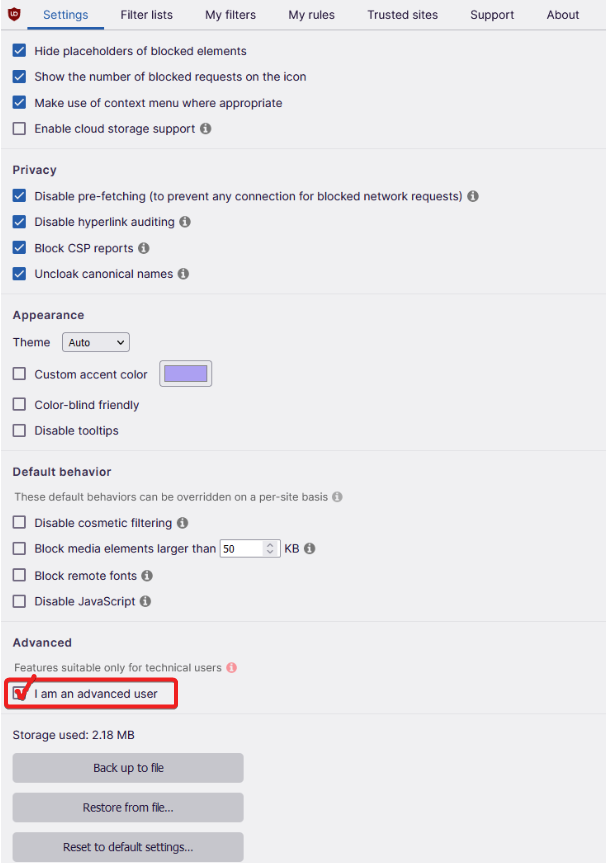 Settings Filter lists My filters My rules Trusted sites Support About
Hide placeholders of blocked elements
Show the number of blocked requests on the icon
Make use of context menu where appropriate
Enable cloud storage support
Privacy
Disable pre-fetching (to prevent any connection for blocked network requests)
Disable hyperlink auditing
Block CSP reports
Uncloak canonical names
Appearance
Theme Auto
Custom accent color
Color-blind friendly
Disable tooltips
Default behavior
These default behaviors can be overridden on a per-site basis
Disable cosmetic filtering
Block media elements larger than 50 KB
Block remote fonts
Disable JavaScript
Advanced
Features suitable only for technical users
I am an advanced user
Storage used: 2.18 MB
Back up to file
Restore from file...
Reset to default settings...